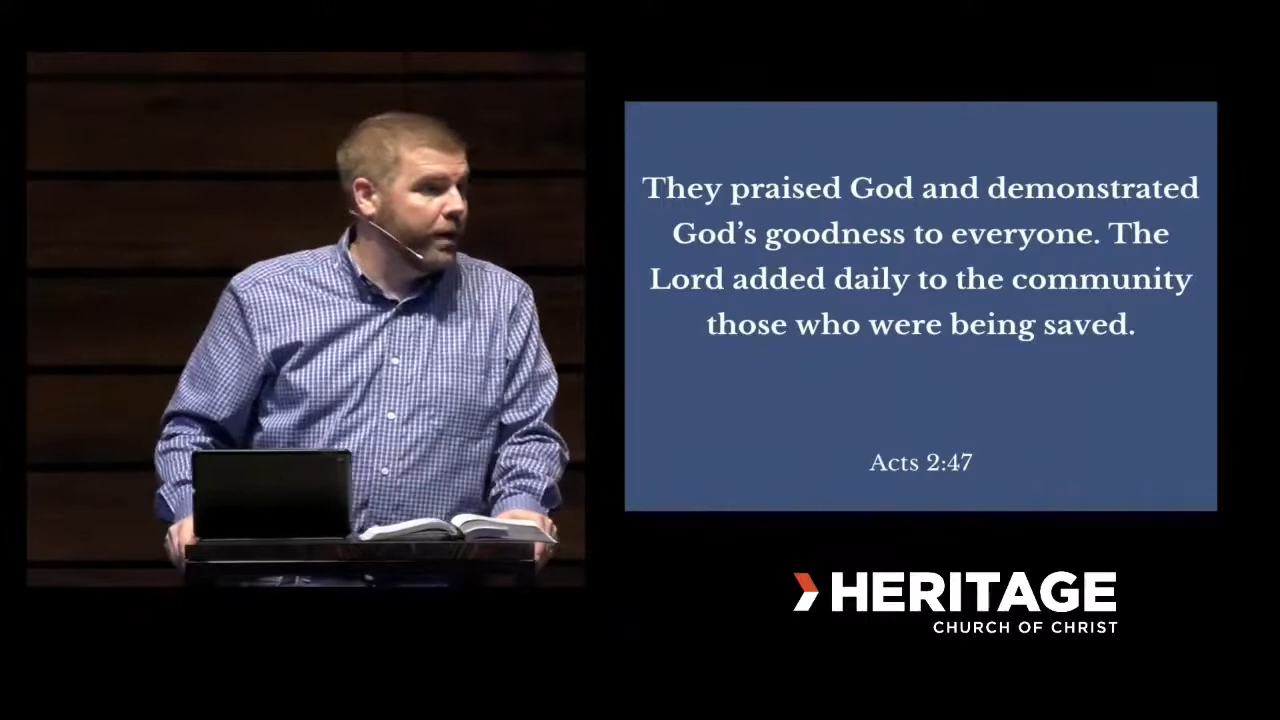 They praised God and demonstrated
God’s goodness to everyone. The
Lord added daily to the community
those who were being saved.
Acts 2:47
HERITAGE
CHURCH OF CHRIST